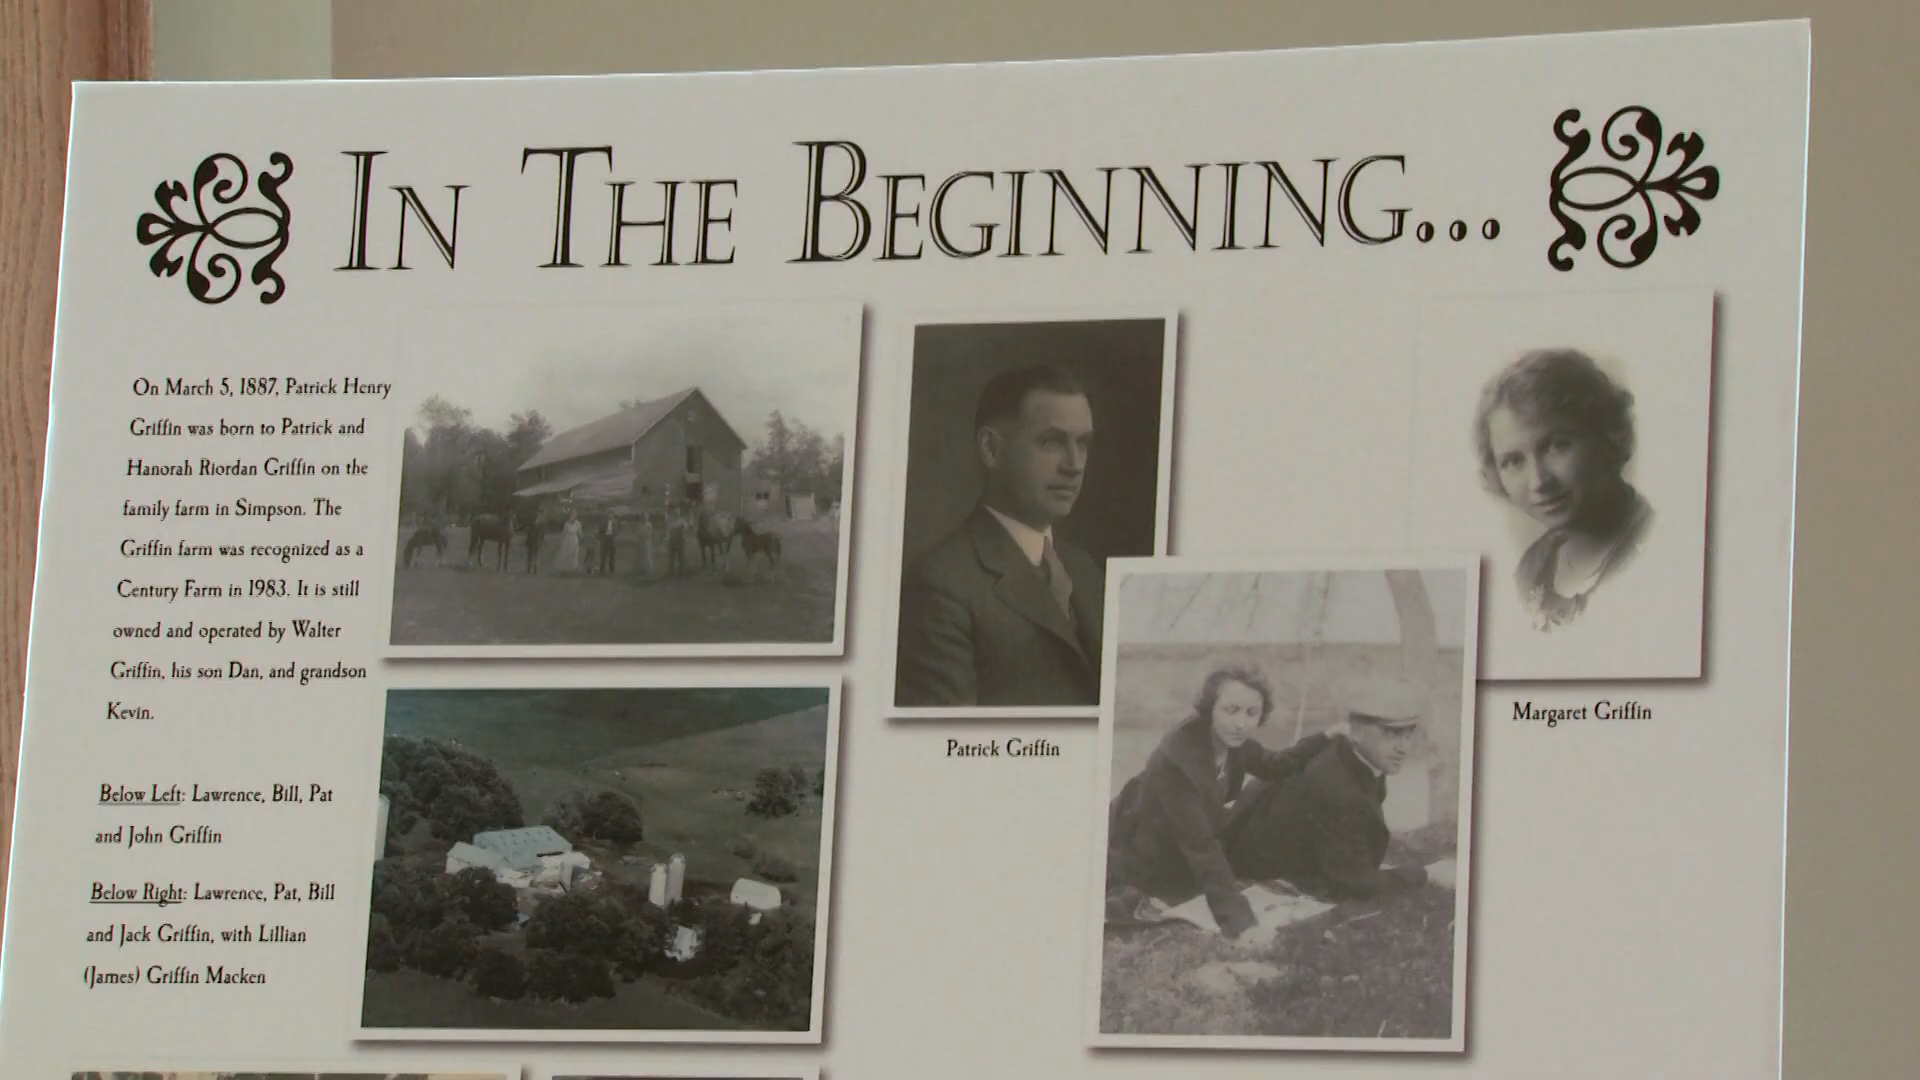 IN THE BEGINNING...
On March 5, 1887, Patrick Henry
Griffin was born to Patrick and
Hanorah Riordan Griffin on the
family farm in Simpson. The
Griffin farm was recognized as a
Century Farm in 1983. It is still
owned and operated by Walter
Griffin, his son Dan, and grandson
Kevin.
Below Left: Lawrence, Bill, Pat
and John Griffin
Below Right: Lawrence, Pat, Bill
and Jack Griffin, with Lillian
(James) Griffin Macken
Patrick Griffin
Margaret Griffin